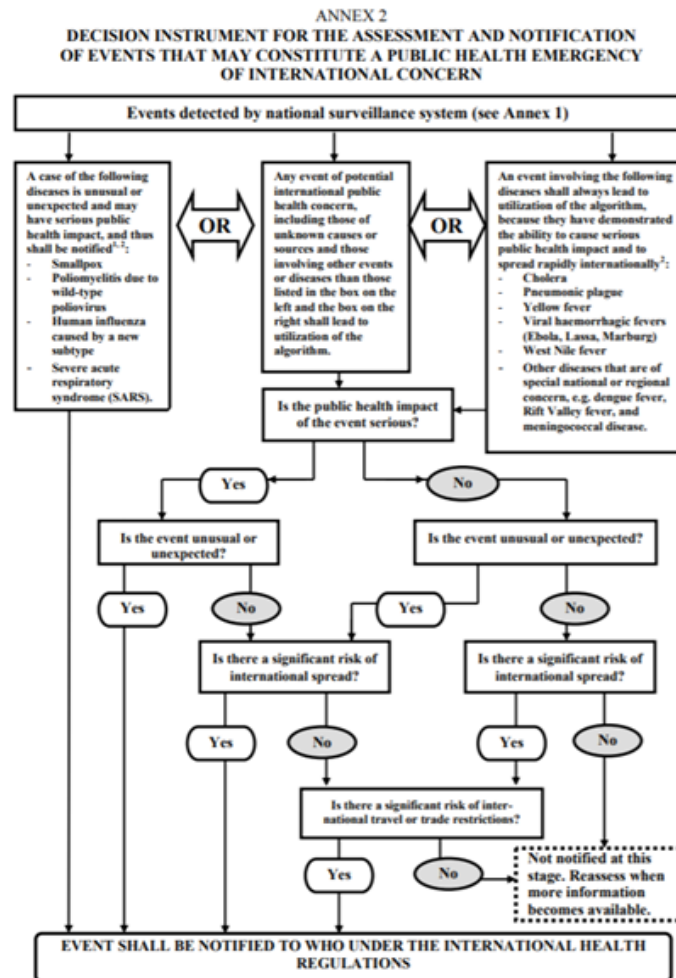 ANNEX 2
DECISION INSTRUMENT FOR THE ASSESSMENT AND NOTIFICATION
OF EVENTS THAT MAY CONSTITUTE A PUBLIC HEALTH EMERGENCY
OF INTERNATIONAL CONCERN
Events detected by national surveillance system (see Annex 1)
A case of the following
diseases is unusual or
unexpected and may
have serious public
health impact, and thus
shall be notified1, 2:
- Smallpox
- Poliomyelitis due to
wild-type
poliovirus
- Human influenza
caused by a new
subtype
- Severe acute
respiratory
syndrome (SARS).
OR
Any event of potential
international public
health concern,
including those of
unknown causes or
sources and those
involving other events
or diseases than those
listed in the box on the
left and the box on the
right shall lead to
utilization of the
algorithm.
OR
An event involving the following
diseases shall always lead to
utilization of the algorithm,
because they have demonstrated
the ability to cause serious
public health impact and to
spread rapidly internationally2:
- Cholera
- Pneumonic plague
- Yellow fever
- Viral haemorrhagic fevers
(Ebola, Lassa, Marburg)
- West Nile fever
- Other diseases that are of
special national or regional
concern, e.g. dengue fever,
Rift Valley fever, and
meningococcal disease.
Is the public health impact
of the event serious?
Yes
No
Is the event unusual or
unexpected?
Is the event unusual or unexpected?
Yes
No
Yes
No
Is there a significant risk of
international spread?
Is there a significant risk of
international spread?
Yes
No
Yes
No
Is there a significant risk of inter-
national travel or trade restrictions?
Yes
No
Not notified at this
stage. Reassess when
more information
becomes available.
EVENT SHALL BE NOTIFIED TO WHO UNDER THE INTERNATIONAL HEALTH
REGULATIONS